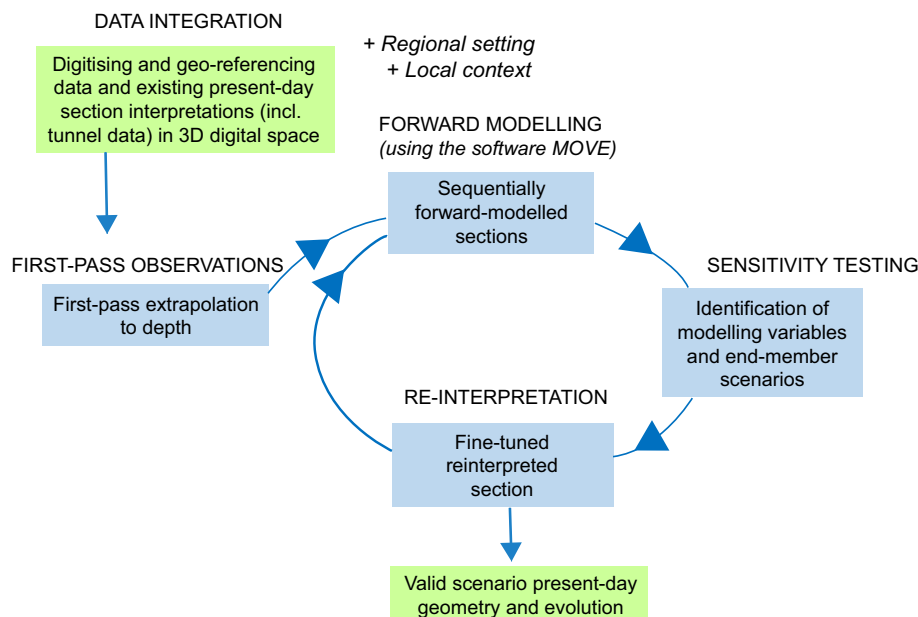 DATA INTEGRATION
Digitising and geo-referencing
data and existing present-day
section interpretations (incl.
tunnel data) in 3D digital space
+ Regional setting
+ Local context
FORWARD MODELLING
(using the software MOVE)
Sequentially
forward-modelled
sections
FIRST-PASS OBSERVATIONS
First-pass extrapolation
to depth
SENSITIVITY TESTING
Identification of
modelling variables
and end-member
scenarios
RE-INTERPRETATION
Fine-tuned
reinterpreted
section
Valid scenario present-day
geometry and evolution